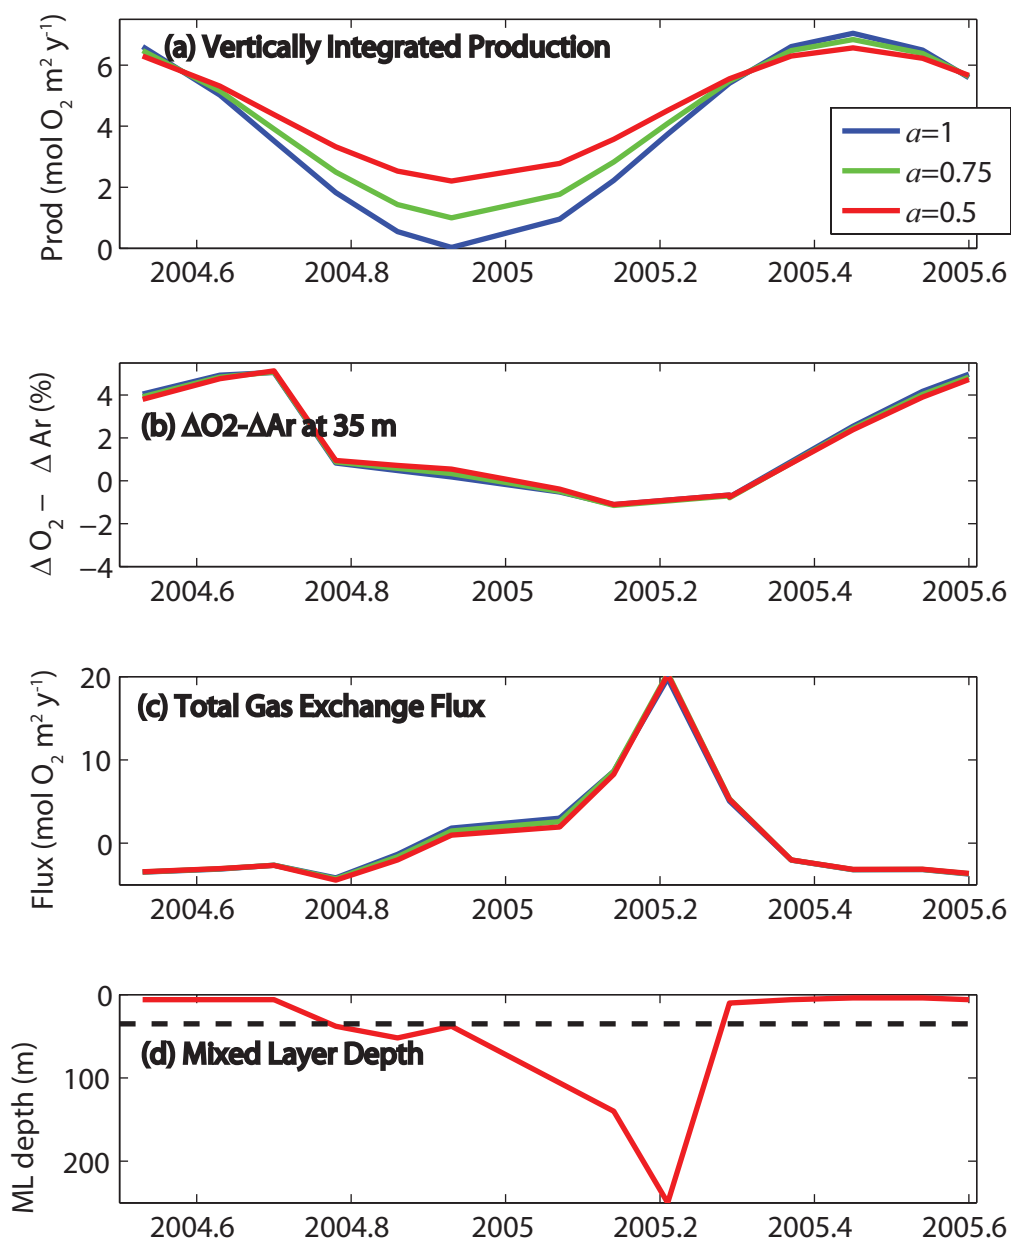 (a) Vertically Integrated Production
Prod (mol O₂ m² y⁻¹)
6
4
2
0
a=1
a=0.75
a=0.5
2004.6 2004.8 2005 2005.2 2005.4 2005.6
(b) ΔO2-ΔAr at 35 m
Δ O₂ − Δ Ar (%)
4
2
0
−2
−4
2004.6 2004.8 2005 2005.2 2005.4 2005.6
(c) Total Gas Exchange Flux
Flux (mol O₂ m² y⁻¹)
20
10
0
2004.6 2004.8 2005 2005.2 2005.4 2005.6
(d) Mixed Layer Depth
ML depth (m)
0
100
200
2004.6 2004.8 2005 2005.2 2005.4 2005.6